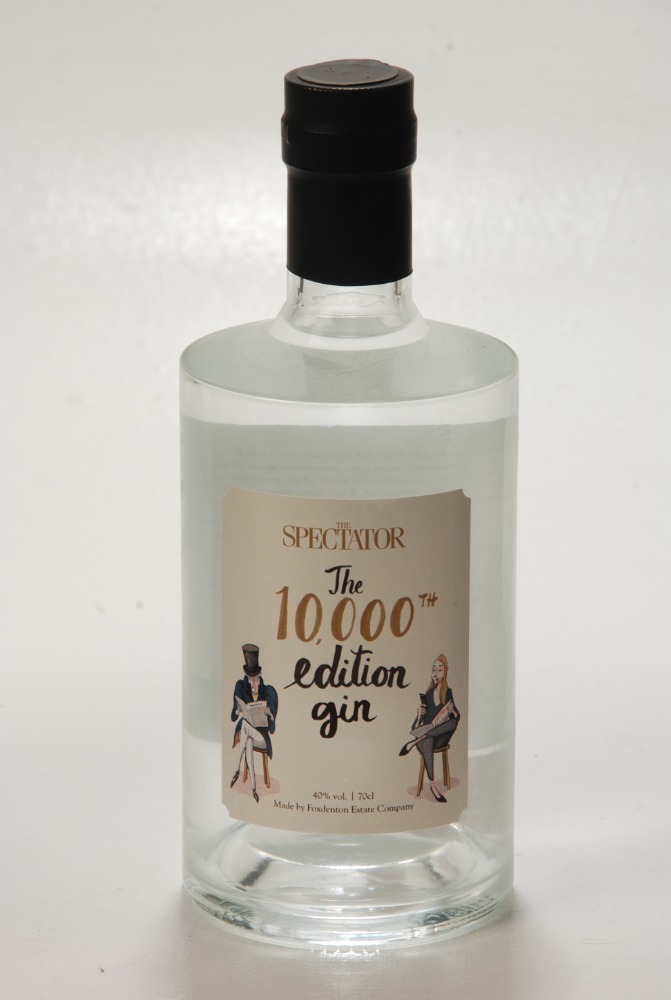 THE
SPECTATOR
The
10,000TH
edition
gin
40% vol. | 70cl
Made by Foxdenton Estate Company